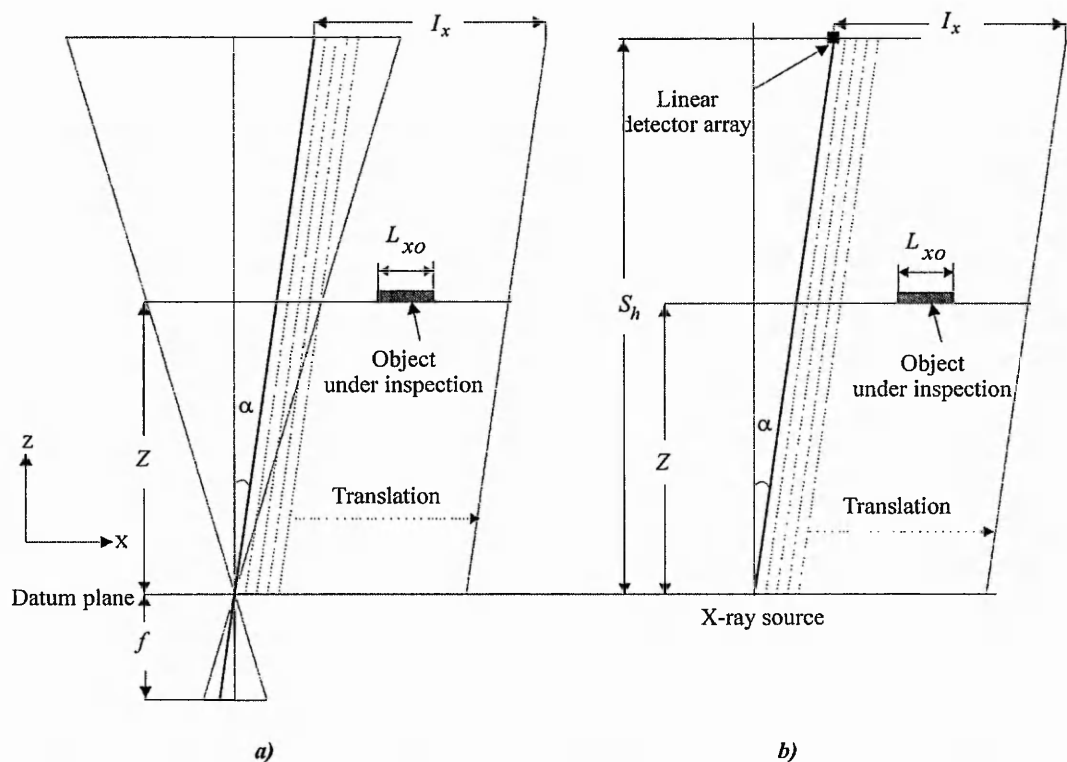 I_x
I_x
Linear
detector array
L_xo
L_xo
S_h
Object
under inspection
Object
under inspection
α
α
z
Z
Z
Translation
Translation
x
Datum plane
X-ray source
f
a)
b)